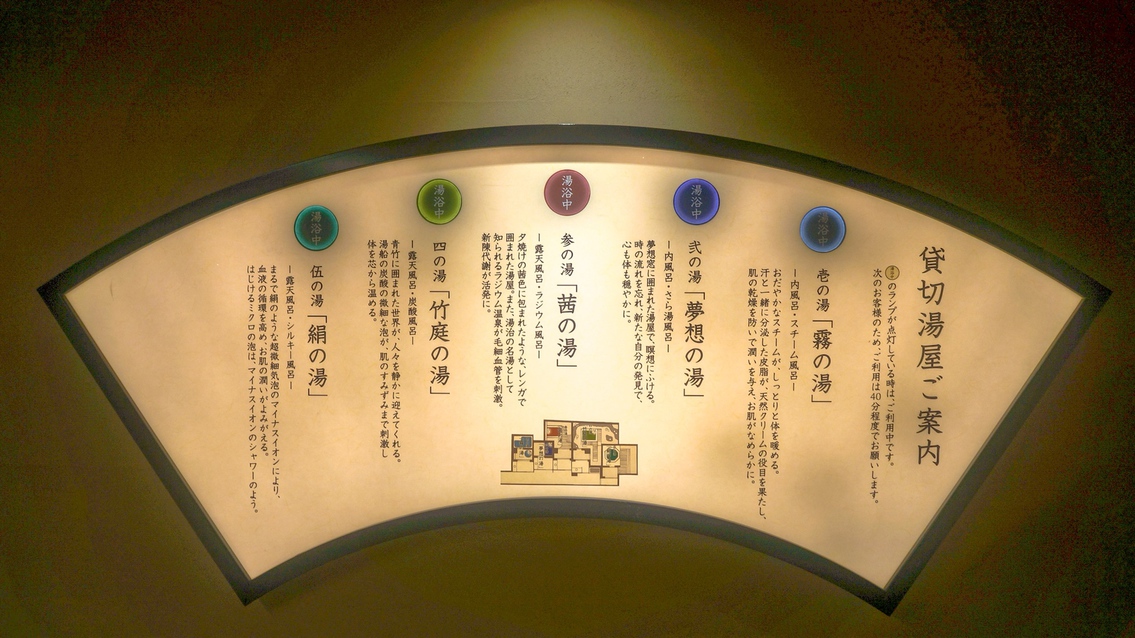 貸切湯屋ご案内
湯浴中のランプが点灯している時は、ご利用中です。
次のお客様のため、ご利用は40分程度でお願いします。
湯浴中
壱の湯「霧の湯」
―内風呂・スチーム風呂―
おだやかなスチームが、しっとりと体を暖める。
汗と一緒に分泌した皮脂が、天然クリームの役目を果たし、
肌の乾燥を防いで潤いを与え、お肌がなめらかに。
湯浴中
弐の湯「夢想の湯」
―内風呂・さら湯風呂―
夢想窓に囲まれた湯屋で、瞑想にふける。
時の流れを忘れ、新たな自分の発見で、
心も体も穏やかに。
湯浴中
参の湯「茜の湯」
―露天風呂・ラジウム風呂―
夕焼けの茜色に包まれたような、レンガで
囲まれた湯屋。また、湯治の名湯として
知られるラジウム温泉が毛細血管を刺激。
新陳代謝が活発に。
湯浴中
四の湯「竹庭の湯」
―露天風呂・炭酸風呂―
青竹に囲まれた世界が、人々を静かに迎えてくれる。
湯船の炭酸の微細な泡が、肌のすみずみまで刺激し
体を芯から温める。
湯浴中
伍の湯「絹の湯」
―露天風呂・シルキー風呂―
まるで絹のような超微細気泡のマイナスイオンにより、
血液の循環を高め、お肌の潤いがよみがえる。
はじけるミクロの泡は、マイナスイオンのシャワーのよう。